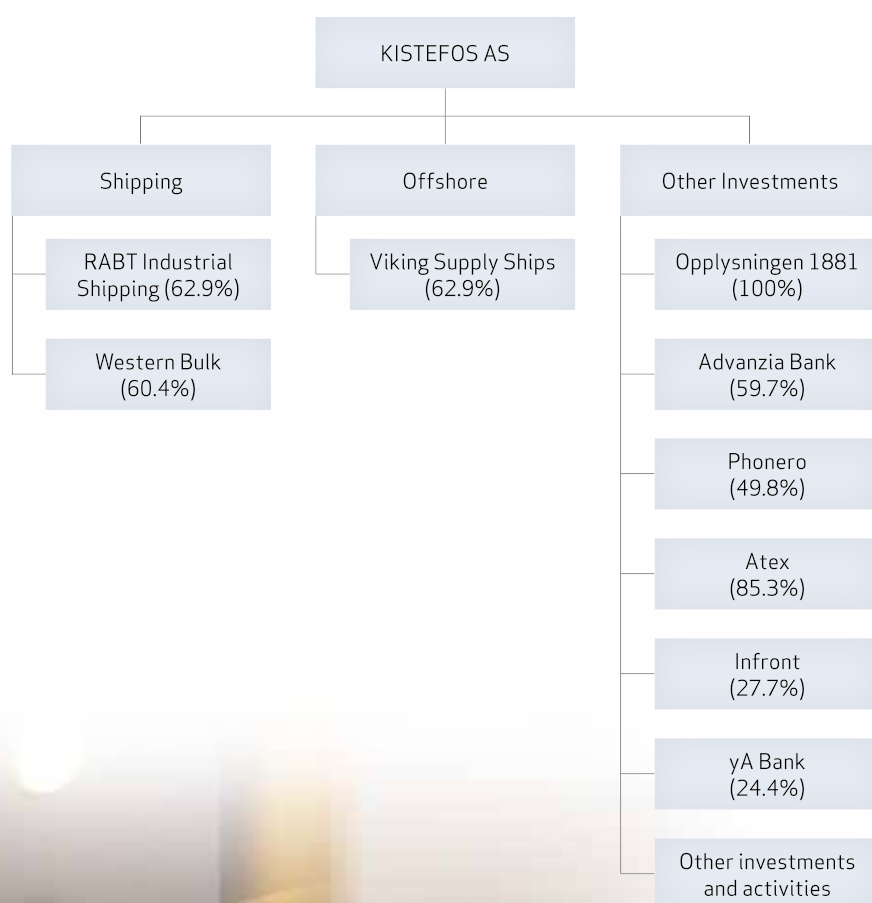 KISTEFOS AS
Shipping
RABT Industrial
Shipping (62.9%)
Western Bulk
(60.4%)
Offshore
Viking Supply Ships
(62.9%)
Other Investments
Opplysningen 1881
(100%)
Advanzia Bank
(59.7%)
Phonero
(49.8%)
Atex
(85.3%)
Infront
(27.7%)
yA Bank
(24.4%)
Other investments
and activities